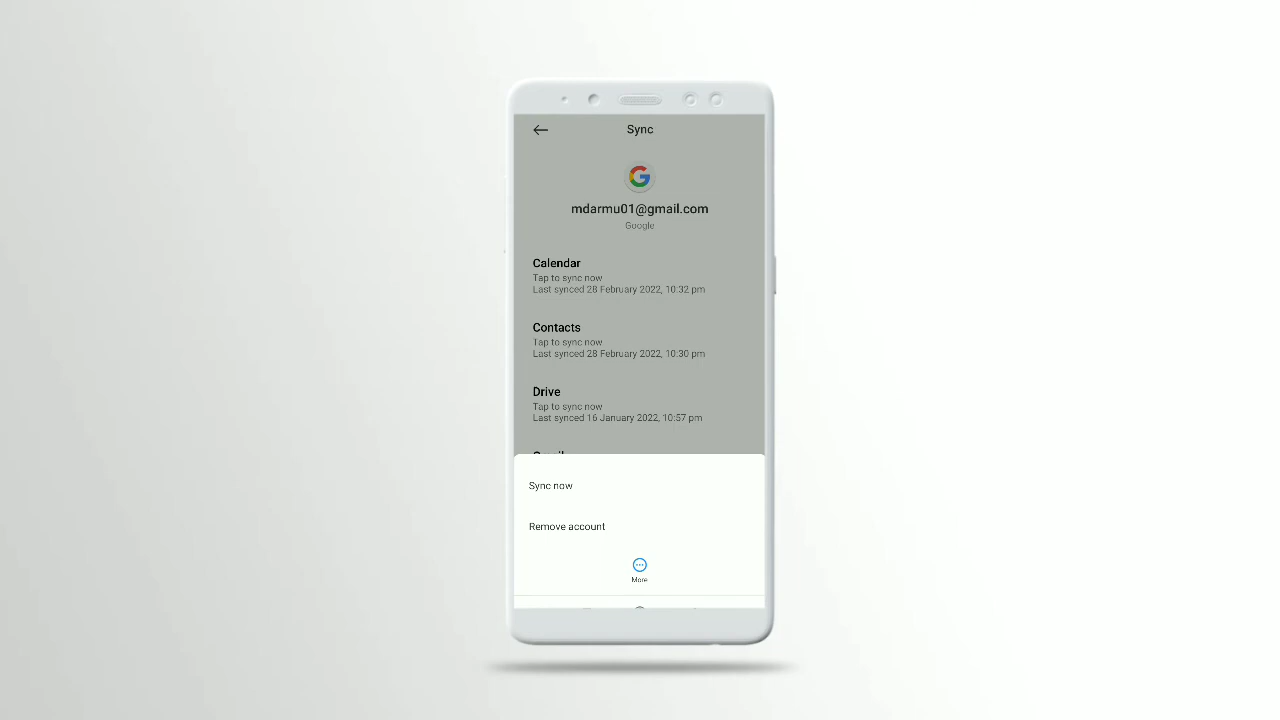 Sync
mdarmu01@gmail.com
Google
Calendar
Tap to sync now
Last synced 28 February 2022, 10:32 pm
Contacts
Tap to sync now
Last synced 28 February 2022, 10:30 pm
Drive
Tap to sync now
Last synced 16 January 2022, 10:57 pm
Sync now
Remove account
More